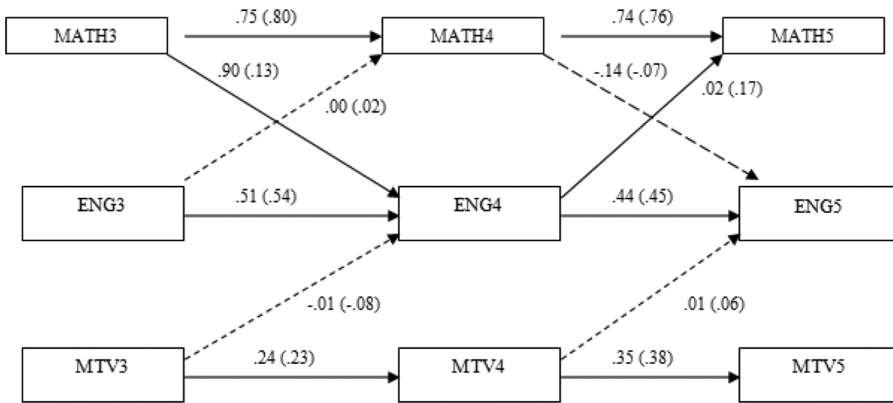 .75 (.80) .74 (.76)
MATH3 MATH4 MATH5
.90 (.13) -.14 (-.07)
.00 (.02) .02 (.17)
ENG3 .51 (.54) ENG4 .44 (.45) ENG5
-.01 (-.08) .01 (.06)
MTV3 .24 (.23) MTV4 .35 (.38) MTV5